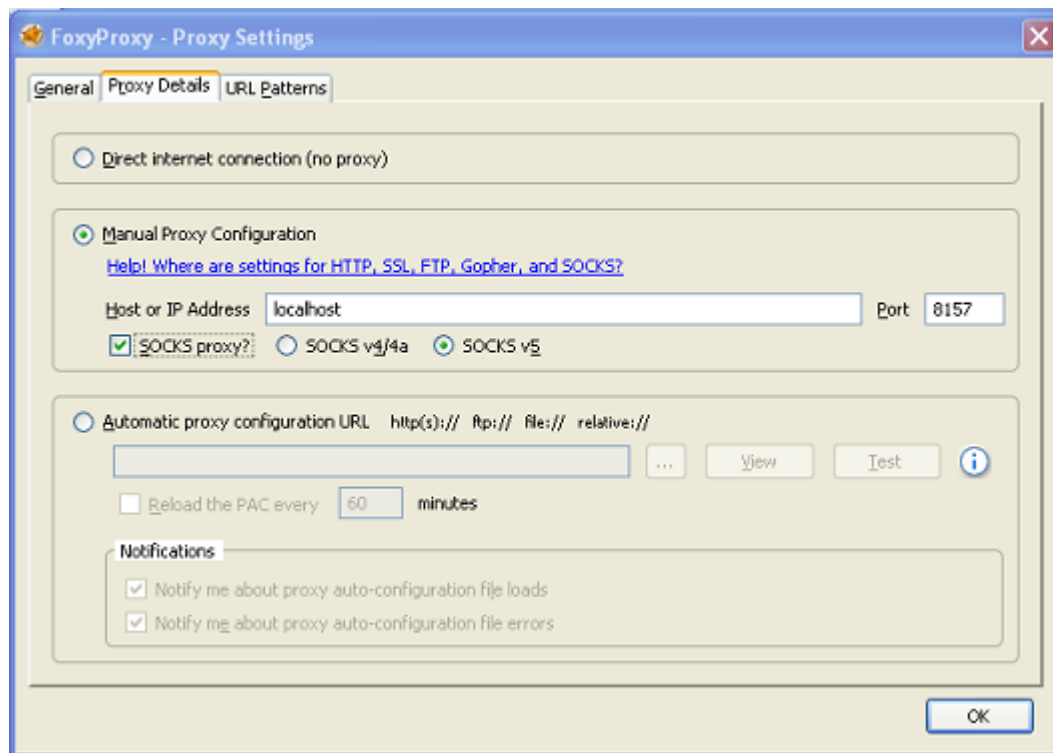 FoxyProxy - Proxy Settings
General Proxy Details URL Patterns
Direct internet connection (no proxy)
Manual Proxy Configuration
Help! Where are settings for HTTP, SSL, FTP, Gopher, and SOCKS?
Host or IP Address localhost Port 8157
SOCKS proxy? SOCKS v4/4a SOCKS v5
Automatic proxy configuration URL http(s):// ftp:// file:// relative://
... View Test
Reload the PAC every 60 minutes
Notifications
Notify me about proxy auto-configuration file loads
Notify me about proxy auto-configuration file errors
OK